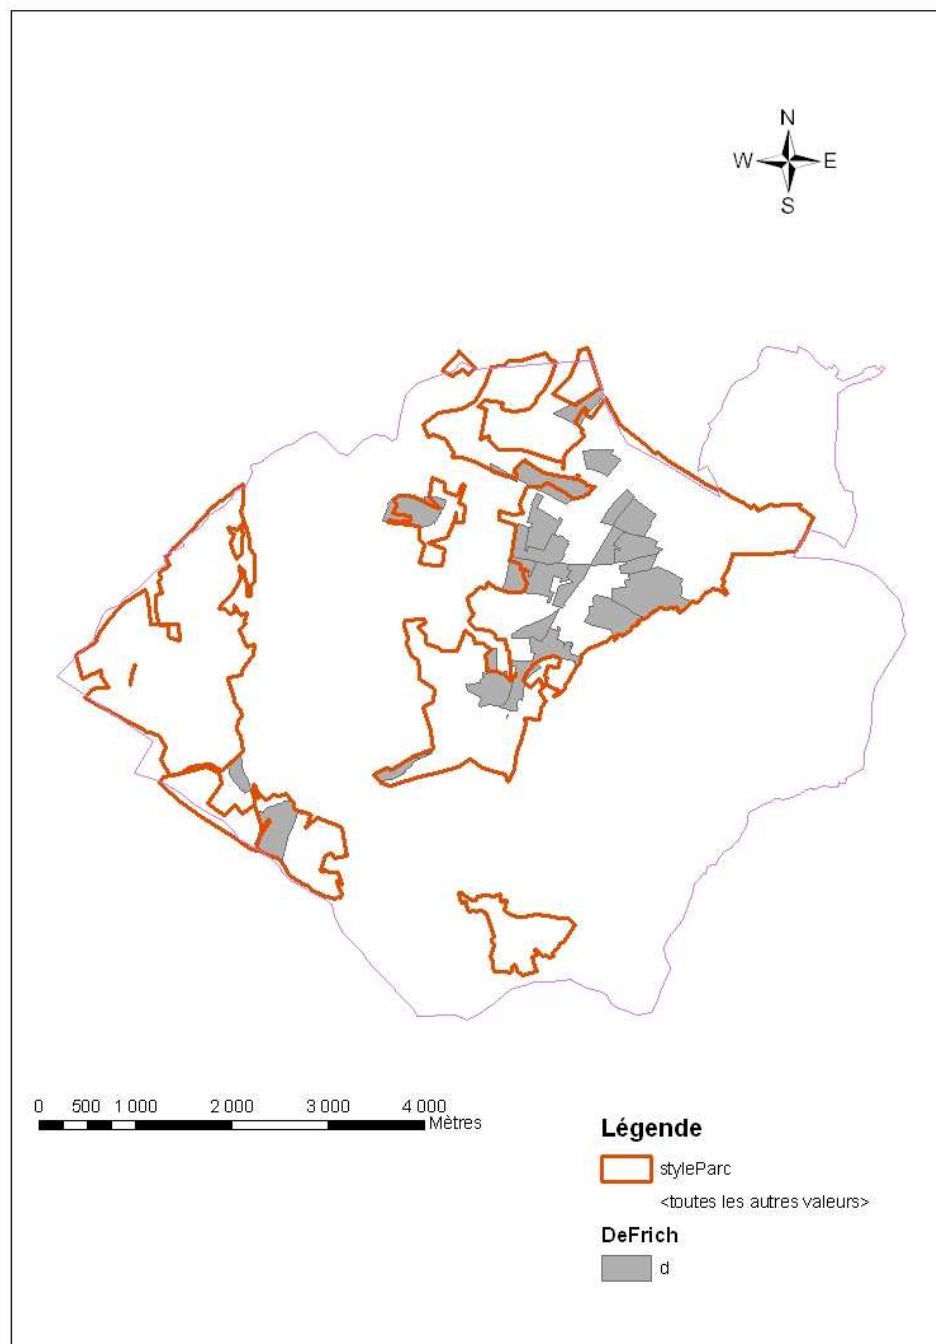 N
W E
S
0 500 1 000 2 000 3 000 4 000
Mètres
Légende
styleParc
<toutes les autres valeurs>
DeFrich
d